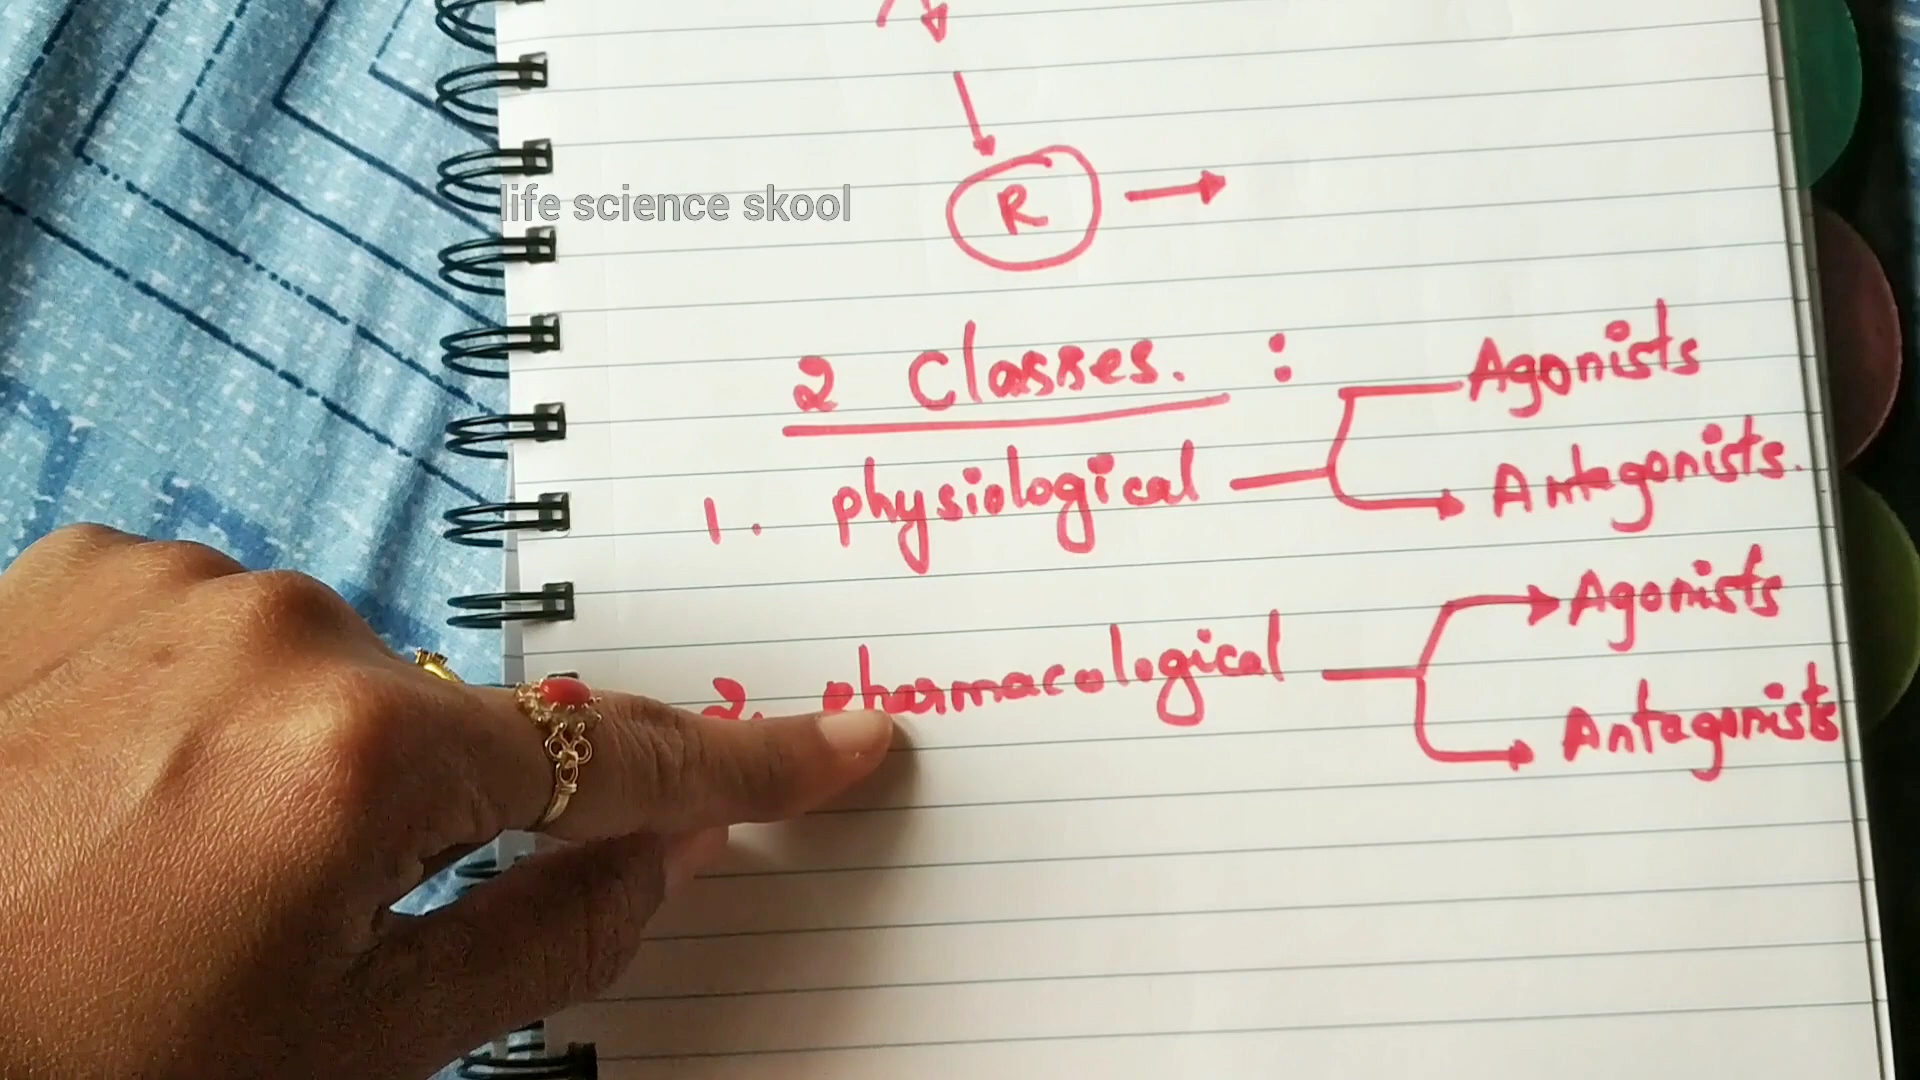 R
life science skool
2 Classes. :
Agonists
1. physiological
Antagonists.
Agonists
2. pharmacological
Antagonists